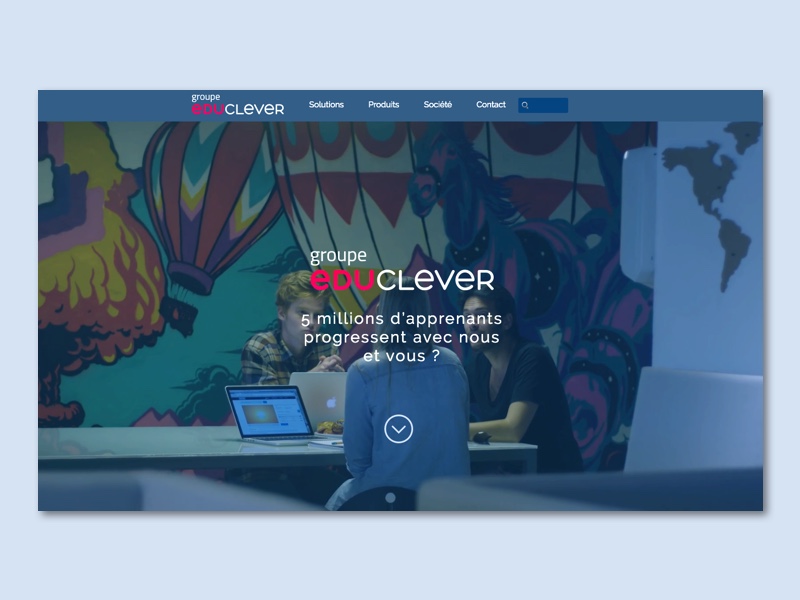 groupe
eDUCLeveR
Solutions
Produits
Société
Contact
groupe
eDUCLeveR
5 millions d'apprenants
progressent avec nous
et vous ?